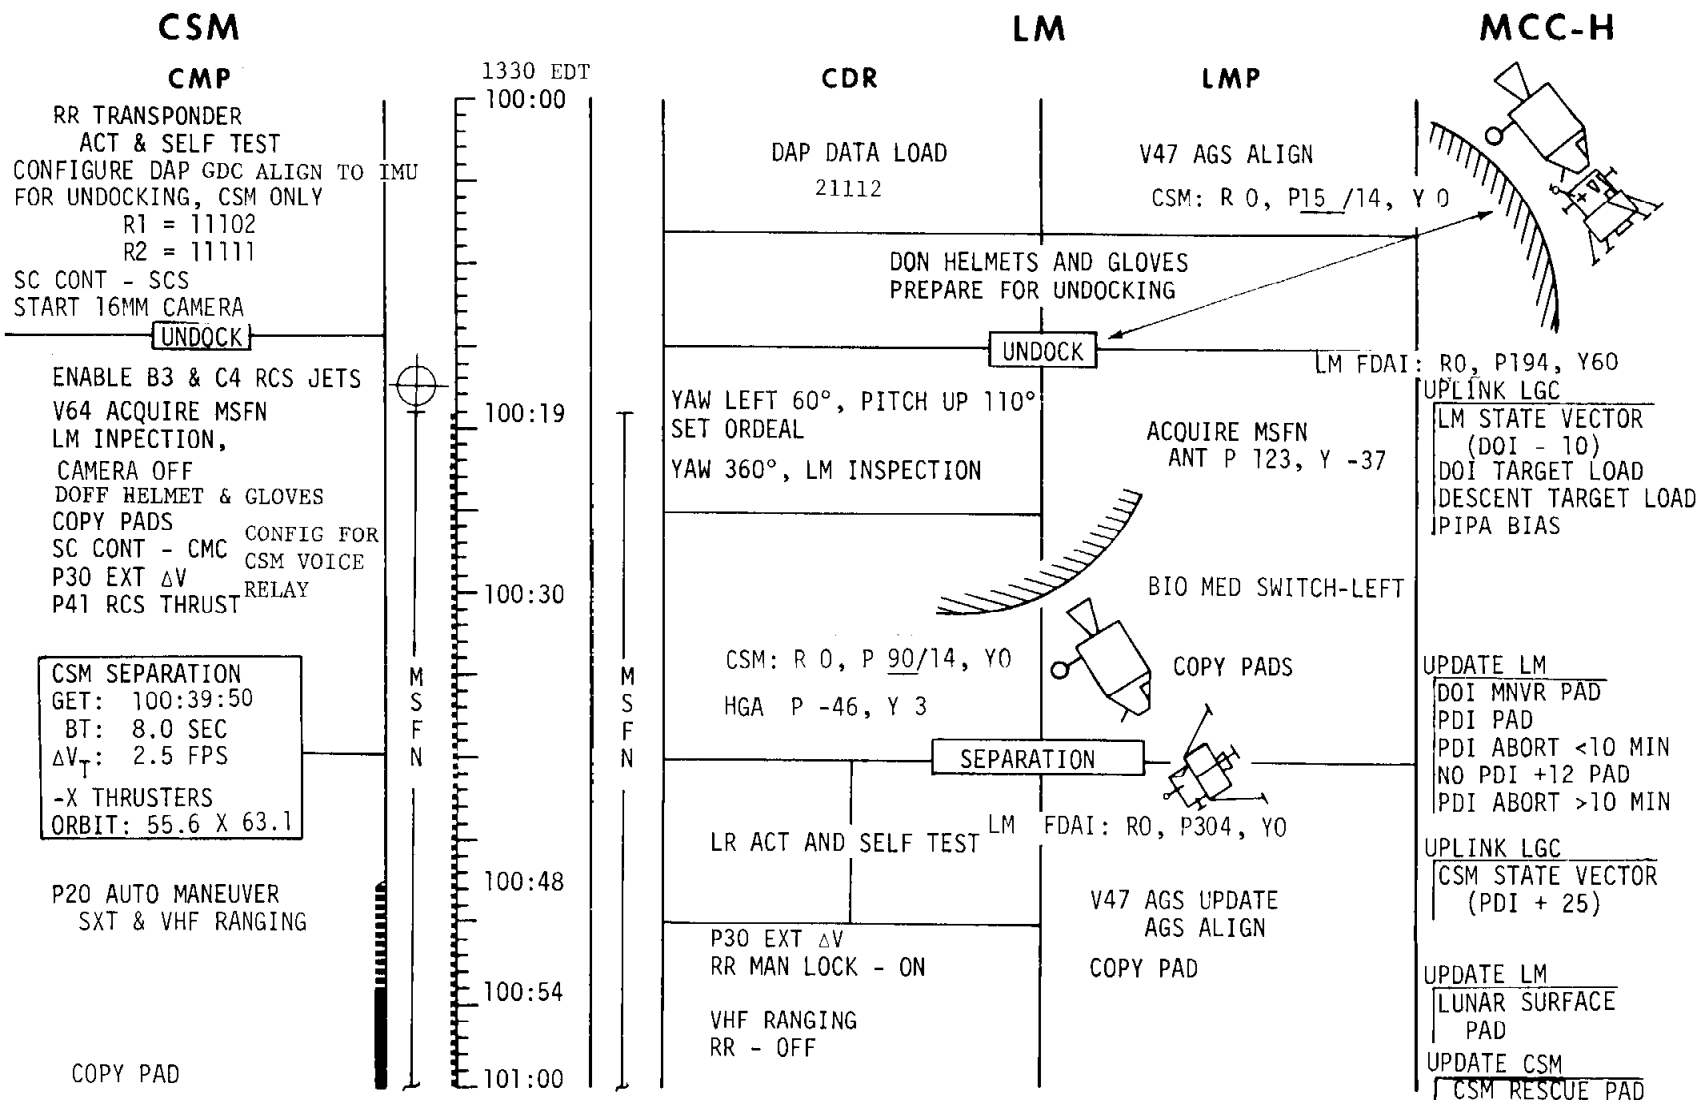 CSM
LM
MCC-H
CMP
1330 EDT
CDR
LMP
100:00
RR TRANSPONDER
ACT & SELF TEST
CONFIGURE DAP GDC ALIGN TO IMU
FOR UNDOCKING, CSM ONLY
R1 = 11102
R2 = 11111
SC CONT - SCS
START 16MM CAMERA
UNDOCK
ENABLE B3 & C4 RCS JETS
V64 ACQUIRE MSFN
LM INPECTION,
CAMERA OFF
DOFF HELMET & GLOVES
COPY PADS
SC CONT - CMC
P30 EXT ΔV
P41 RCS THRUST
CONFIG FOR
CSM VOICE
RELAY
CSM SEPARATION
GET: 100:39:50
BT: 8.0 SEC
ΔVT: 2.5 FPS
-X THRUSTERS
ORBIT: 55.6 X 63.1
P20 AUTO MANEUVER
SXT & VHF RANGING
COPY PAD
MSFN
100:19
100:30
100:48
100:54
101:00
MSFN
DAP DATA LOAD
21112
V47 AGS ALIGN
CSM: R 0, P15 /14, Y 0
DON HELMETS AND GLOVES
PREPARE FOR UNDOCKING
UNDOCK
LM FDAI: R0, P194, Y60
YAW LEFT 60°, PITCH UP 110°
SET ORDEAL
YAW 360°, LM INSPECTION
ACQUIRE MSFN
ANT P 123, Y -37
BIO MED SWITCH-LEFT
CSM: R 0, P 90/14, Y0
HGA P -46, Y 3
COPY PADS
SEPARATION
LM FDAI: R0, P304, Y0
LR ACT AND SELF TEST
V47 AGS UPDATE
AGS ALIGN
P30 EXT ΔV
RR MAN LOCK - ON
COPY PAD
VHF RANGING
RR - OFF
UPLINK LGC
LM STATE VECTOR
(DOI - 10)
DOI TARGET LOAD
DESCENT TARGET LOAD
PIPA BIAS
UPDATE LM
DOI MNVR PAD
PDI PAD
PDI ABORT <10 MIN
NO PDI +12 PAD
PDI ABORT >10 MIN
UPLINK LGC
CSM STATE VECTOR
(PDI + 25)
UPDATE LM
LUNAR SURFACE
PAD
UPDATE CSM
CSM RESCUE PAD